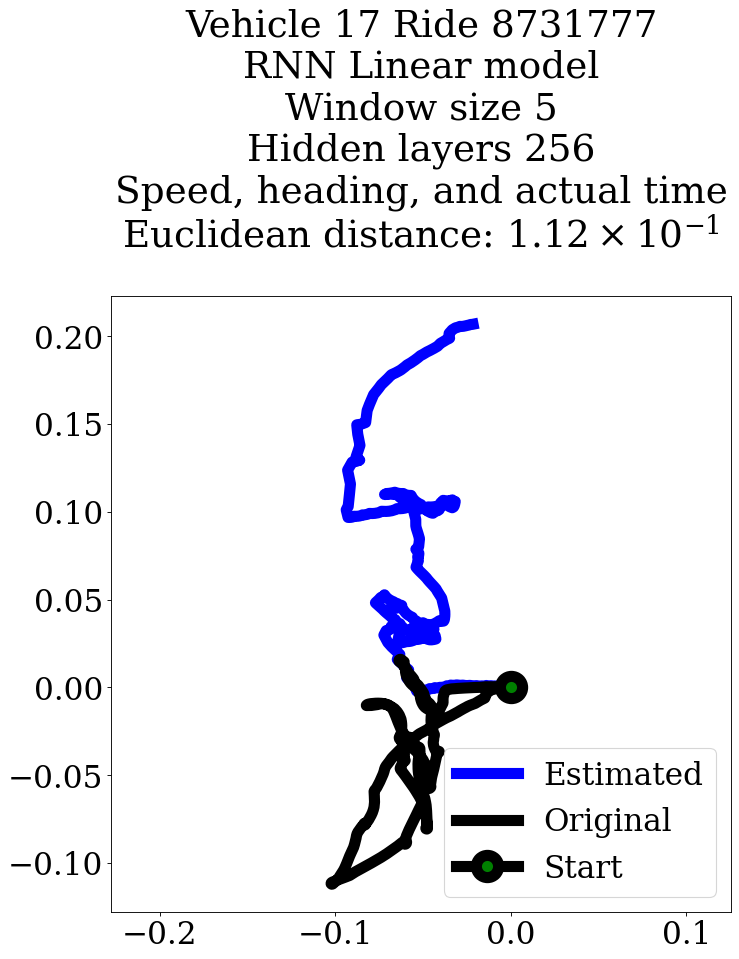 Vehicle 17 Ride 8731777
RNN Linear model
Window size 5
Hidden layers 256
Speed, heading, and actual time
Euclidean distance: 1.12 × 10⁻¹
0.20
0.15
0.10
0.05
0.00
−0.05
−0.10
Estimated
Original
Start
−0.2
−0.1
0.0
0.1